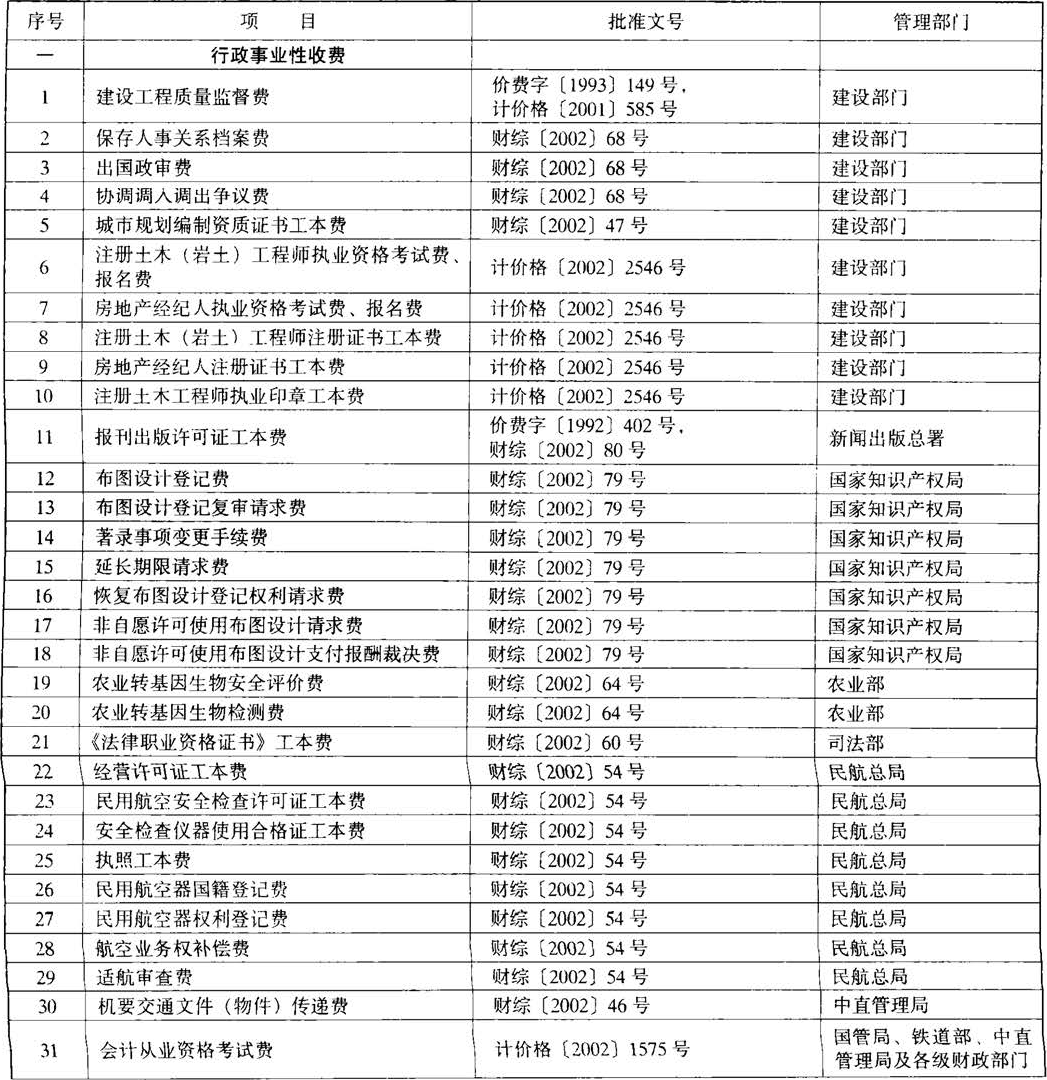 序号 项 目 批准文号 管理部门
一 行政事业性收费
1 建设工程质量监督费 价费字〔1993〕149号，
计价格〔2001〕585号 建设部门
2 保存人事关系档案费 财综〔2002〕68号 建设部门
3 出国政审费 财综〔2002〕68号 建设部门
4 协调调入调出争议费 财综〔2002〕68号 建设部门
5 城市规划编制资质证书工本费 财综〔2002〕47号 建设部门
6 注册土木（岩土）工程师执业资格考试费、
报名费 计价格〔2002〕2546号 建设部门
7 房地产经纪人执业资格考试费、报名费 计价格〔2002〕2546号 建设部门
8 注册土木（岩土）工程师注册证书工本费 计价格〔2002〕2546号 建设部门
9 房地产经纪人注册证书工本费 计价格〔2002〕2546号 建设部门
10 注册土木工程师执业印章工本费 计价格〔2002〕2546号 建设部门
11 报刊出版许可证工本费 价费字〔1992〕402号，
财综〔2002〕80号 新闻出版总署
12 布图设计登记费 财综〔2002〕79号 国家知识产权局
13 布图设计登记复审请求费 财综〔2002〕79号 国家知识产权局
14 著录事项变更手续费 财综〔2002〕79号 国家知识产权局
15 延长期限请求费 财综〔2002〕79号 国家知识产权局
16 恢复布图设计登记权利请求费 财综〔2002〕79号 国家知识产权局
17 非自愿许可使用布图设计请求费 财综〔2002〕79号 国家知识产权局
18 非自愿许可使用布图设计支付报酬裁决费 财综〔2002〕79号 国家知识产权局
19 农业转基因生物安全评价费 财综〔2002〕64号 农业部
20 农业转基因生物检测费 财综〔2002〕64号 农业部
21 《法律职业资格证书》工本费 财综〔2002〕60号 司法部
22 经营许可证工本费 财综〔2002〕54号 民航总局
23 民用航空安全检查许可证工本费 财综〔2002〕54号 民航总局
24 安全检查仪器使用合格证工本费 财综〔2002〕54号 民航总局
25 执照工本费 财综〔2002〕54号 民航总局
26 民用航空器国籍登记费 财综〔2002〕54号 民航总局
27 民用航空器权利登记费 财综〔2002〕54号 民航总局
28 航空业务权补偿费 财综〔2002〕54号 民航总局
29 适航审查费 财综〔2002〕54号 民航总局
30 机要交通文件（物件）传递费 财综〔2002〕46号 中直管理局
31 会计从业资格考试费 计价格〔2002〕1575号 国管局、铁道部、中直
管理局及各级财政部门